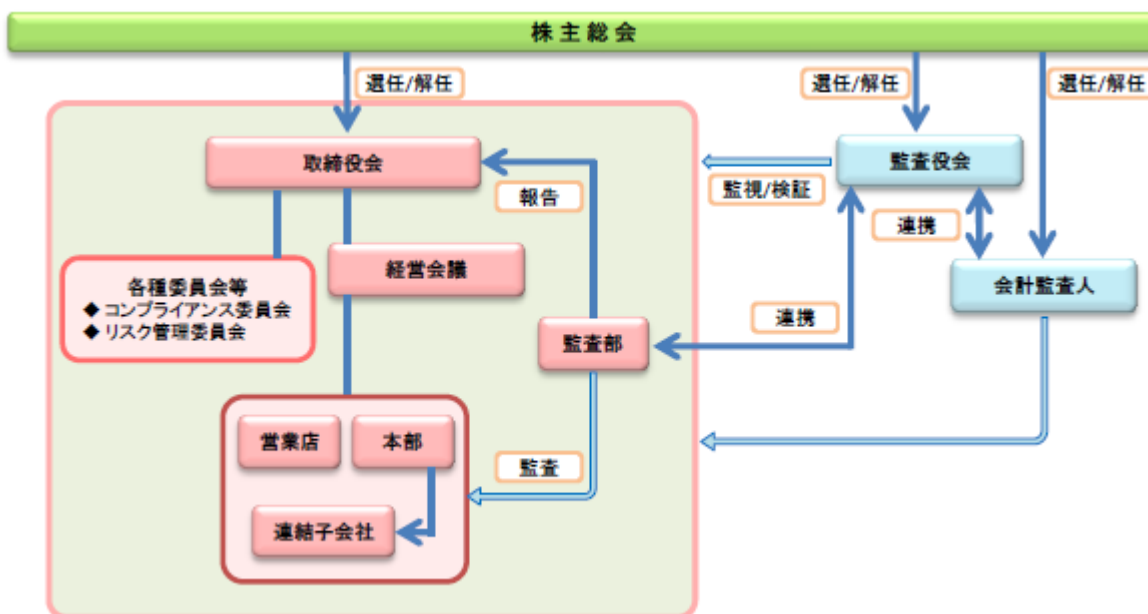 株主総会
選任/解任
選任/解任
選任/解任
取締役会
監査役会
報告
監視/検証
連携
経営会議
会計監査人
各種委員会等
◆ コンプライアンス委員会
◆ リスク管理委員会
連携
監査部
営業店
本部
監査
連結子会社